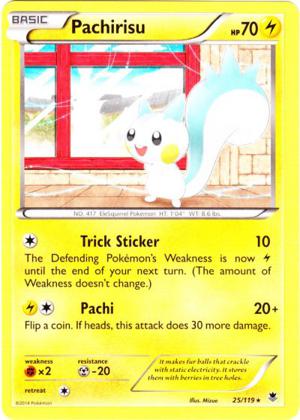 BASIC
Pachirisu
HP70
NO. 417 EleSquirrel Pokémon HT: 1'04" WT: 8.6 lbs.
Trick Sticker 10
The Defending Pokémon's Weakness is now
until the end of your next turn. (The amount of
Weakness doesn't change.)
Pachi 20+
Flip a coin. If heads, this attack does 30 more damage.
weakness
×2
resistance
-20
retreat
It makes fur balls that crackle
with static electricity. It stores
them with acorns in
tree holes.
Illus. Mizue
25/119
©2014 Pokémon